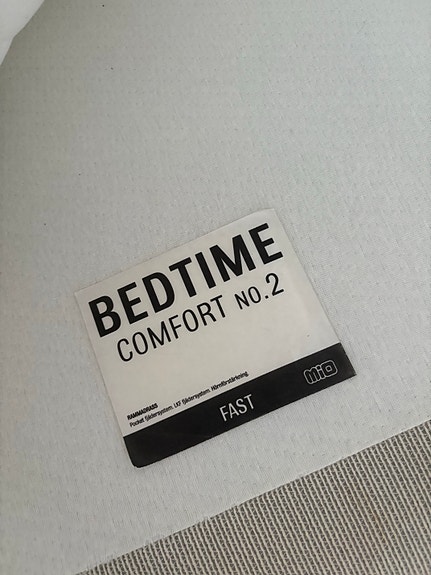 BEDTIME
COMFORT NO.2
RAMMADRASS
Pocket fjädersystem. LKF fjädersystem. Hörnförstärkning.
MIO
FAST